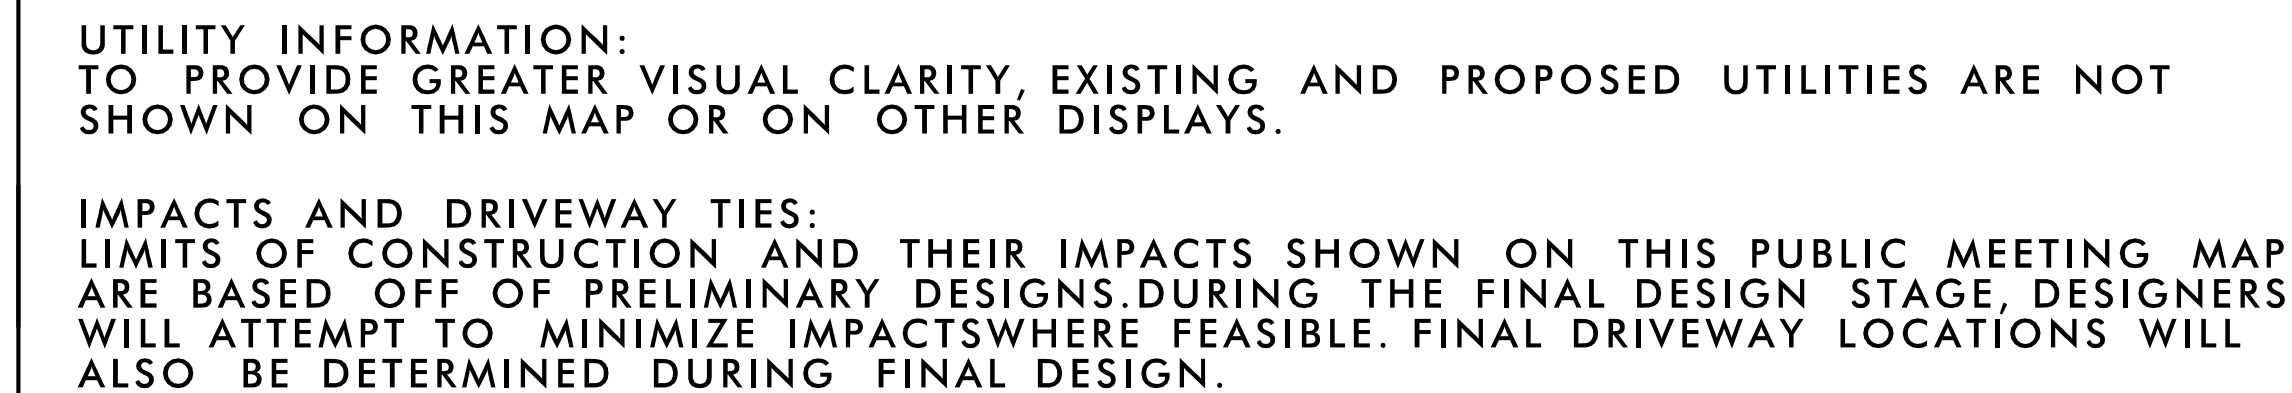 UTILITY INFORMATION:
TO PROVIDE GREATER VISUAL CLARITY, EXISTING AND PROPOSED UTILITIES ARE NOT
SHOWN ON THIS MAP OR ON OTHER DISPLAYS.
IMPACTS AND DRIVEWAY TIES:
LIMITS OF CONSTRUCTION AND THEIR IMPACTS SHOWN ON THIS PUBLIC MEETING MAP
ARE BASED OFF OF PRELIMINARY DESIGNS.DURING THE FINAL DESIGN STAGE, DESIGNERS
WILL ATTEMPT TO MINIMIZE IMPACTSWHERE FEASIBLE. FINAL DRIVEWAY LOCATIONS WILL
ALSO BE DETERMINED DURING FINAL DESIGN.